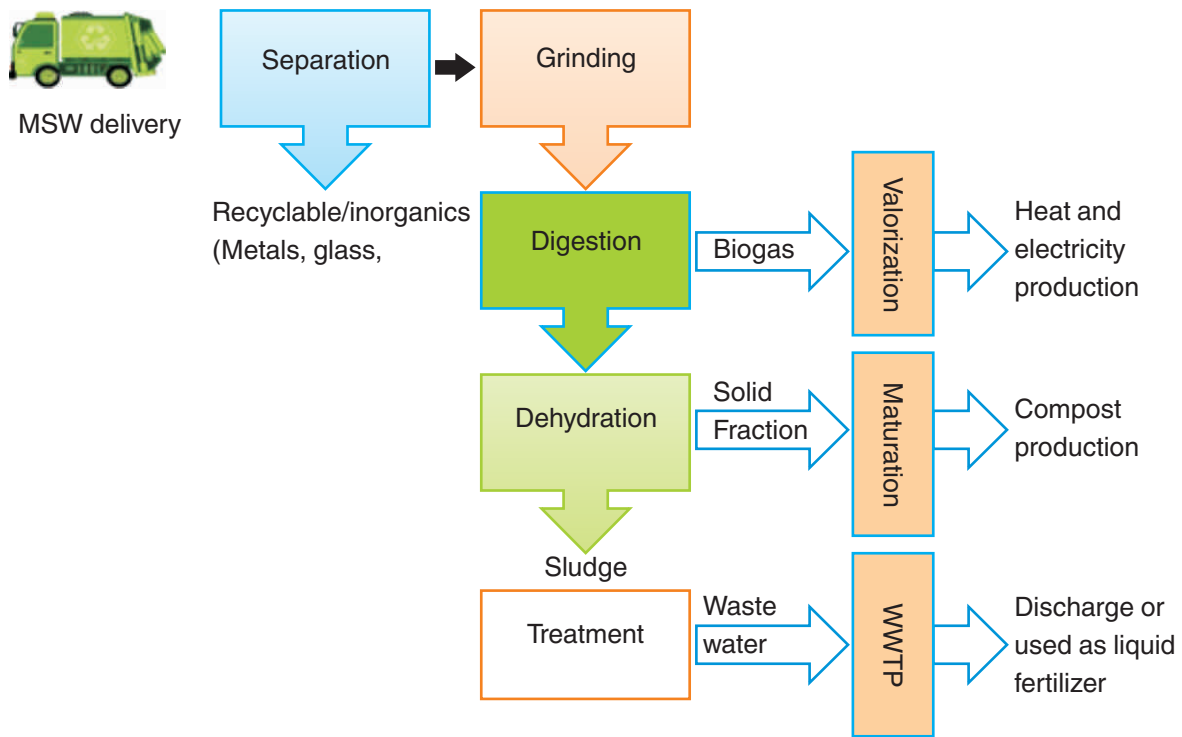 MSW delivery
Separation
Grinding
Recyclable/inorganics
(Metals, glass,
Digestion
Biogas
Valorization
Heat and
electricity
production
Dehydration
Solid
Fraction
Maturation
Compost
production
Sludge
Treatment
Waste
water
WWTP
Discharge or
used as liquid
fertilizer